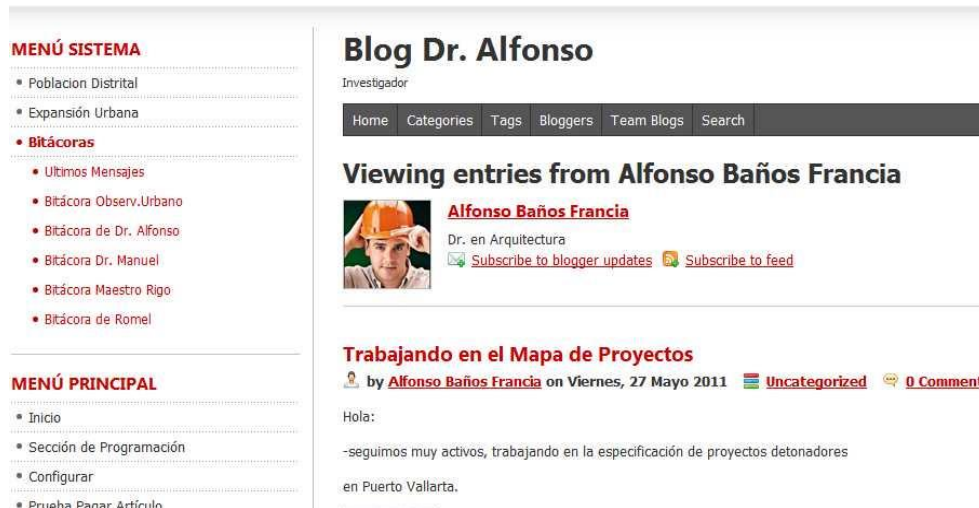 MENÚ SISTEMA
Poblacion Distrital
Expansión Urbana
Bitácoras
Ultimos Mensajes
Bitácora Observ.Urbano
Bitácora de Dr. Alfonso
Bitácora Dr. Manuel
Bitácora Maestro Rigo
Bitácora de Romel
MENÚ PRINCIPAL
Inicio
Sección de Programación
Configurar
Prueba Pagar Artículo
Blog Dr. Alfonso
Investigador
Home Categories Tags Bloggers Team Blogs Search
Viewing entries from Alfonso Baños Francia
Alfonso Baños Francia
Dr. en Arquitectura
Subscribe to blogger updates Subscribe to feed
Trabajando en el Mapa de Proyectos
by Alfonso Baños Francia on Viernes, 27 Mayo 2011 Uncategorized 0 Comment
Hola:
-seguimos muy activos, trabajando en la especificación de proyectos detonadores
en Puerto Vallarta.